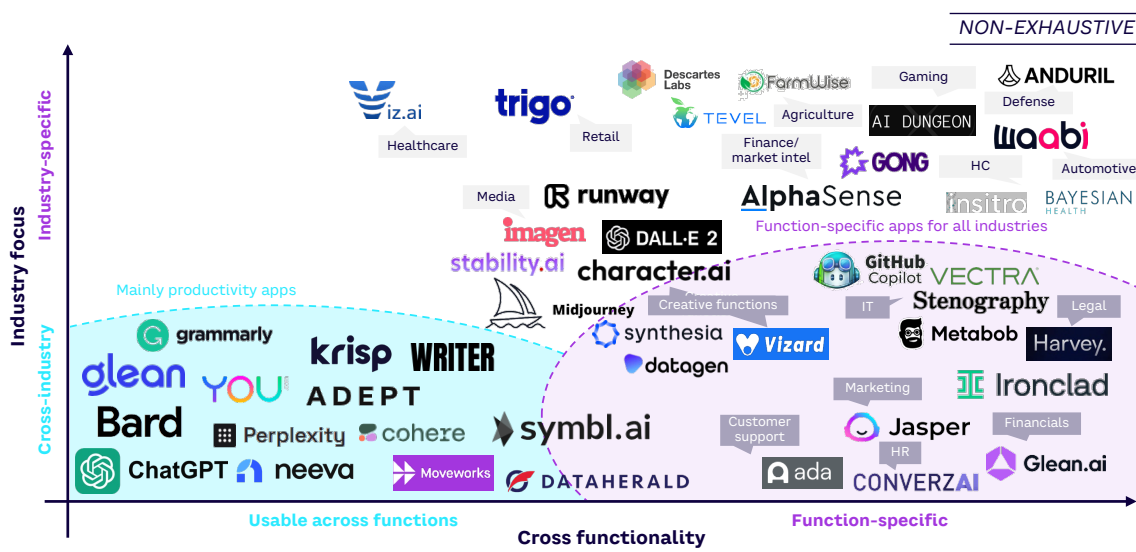 NON-EXHAUSTIVE
Industry focus
Industry-specific
Cross-industry
iz.ai
Healthcare
trigo
Retail
Descartes
Labs
FarmWise
TEVEL
Agriculture
Gaming
AI DUNGEON
ANDURIL
Defense
waabi
Automotive
Finance/
market intel
GONG
HC
AlphaSense
insitro
BAYESIAN
HEALTH
Media
runway
imagen
DALL·E 2
stability.ai
character.ai
Midjourney
Function-specific apps for all industries
GitHub
Copilot
VECTRA
IT
Stenography
Legal
Metabob
Harvey.
Creative functions
synthesia
Vizard
datagen
Ironclad
Marketing
Jasper
Customer
support
ada
HR
CONVERZAI
Financials
Glean.ai
Mainly productivity apps
grammarly
krisp
WRITER
glean
YOU
ADEPT
Bard
Perplexity
cohere
symbl.ai
ChatGPT
neeva
Moveworks
DATAHERALD
Usable across functions
Function-specific
Cross functionality